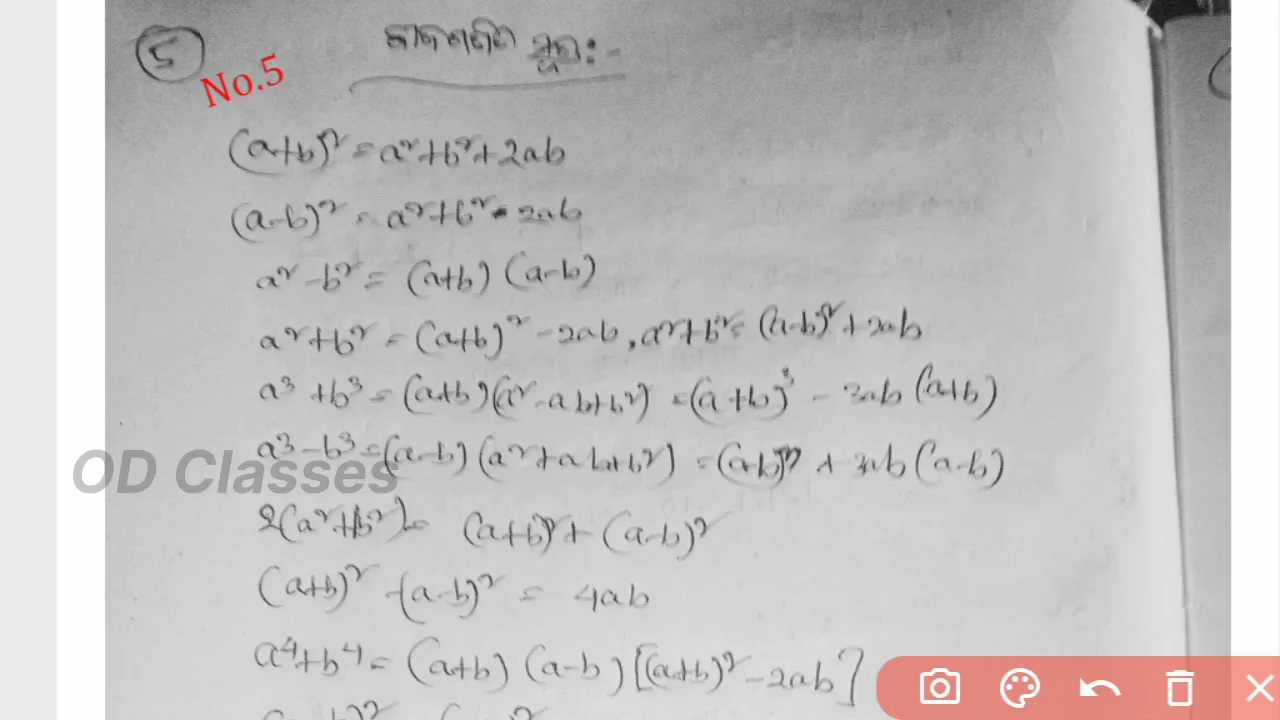 5
No.5
ବୀଜଗଣିତ ସୂତ୍ର:-
(a+b)² = a²+b²+2ab
(a-b)² = a²+b²-2ab
a²-b² = (a+b) (a-b)
a²+b² = (a+b)²-2ab, a²+b² = (a-b)²+2ab
a³+b³ = (a+b)(a²-ab+b²) = (a+b)³ - 3ab (a+b)
a³-b³ = (a-b) (a²+ab+b²) = (a-b)³ + 3ab (a-b)
OD Classes
2(a²+b²) = (a+b)²+(a-b)²
(a+b)² -(a-b)² = 4ab
a⁴+b⁴ = (a+b) (a-b) [(a+b)²-2ab]